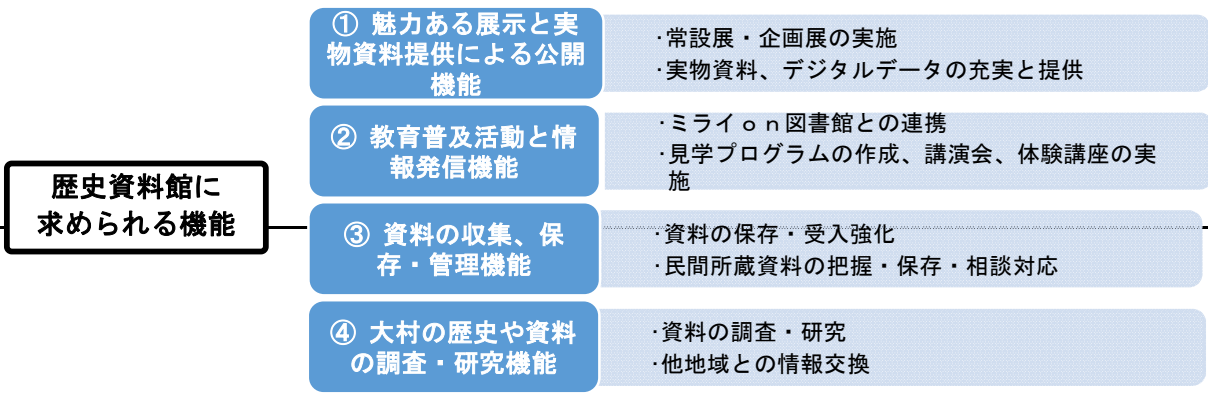 歴史資料館に
求められる機能
① 魅力ある展示と実
物資料提供による公開
機能
·常設展・企画展の実施
·実物資料、デジタルデータの充実と提供
② 教育普及活動と情
報発信機能
·ミライｏｎ図書館との連携
·見学プログラムの作成、講演会、体験講座の実
施
③ 資料の収集、保
存・管理機能
·資料の保存・受入強化
·民間所蔵資料の把握・保存・相談対応
④ 大村の歴史や資料
の調査・研究機能
·資料の調査・研究
·他地域との情報交換